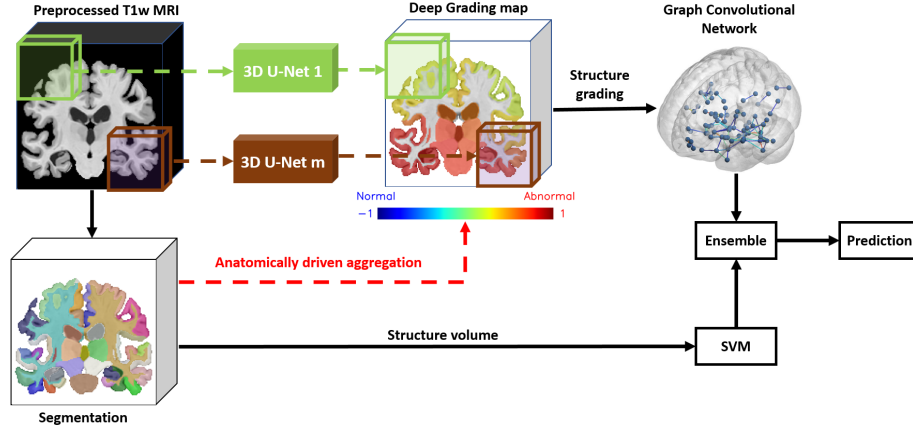 Preprocessed T1w MRI
Deep Grading map
Graph Convolutional
Network
3D U-Net 1
Structure
grading
3D U-Net m
Normal
Abnormal
−1
1
Ensemble
Prediction
Anatomically driven aggregation
Structure volume
SVM
Segmentation